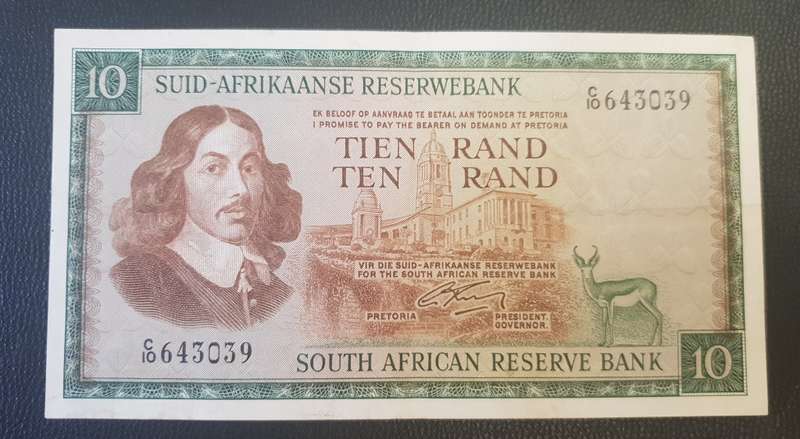 10
SUID-AFRIKAANSE RESERWEBANK
C/10 643039
EK BELOOF OP AANVRAAG TE BETAAL AAN TOONDER TE PRETORIA
I PROMISE TO PAY THE BEARER ON DEMAND AT PRETORIA
TIEN RAND
TEN RAND
VIR DIE SUID-AFRIKAANSE RESERWEBANK
FOR THE SOUTH AFRICAN RESERVE BANK
PRETORIA
PRESIDENT.
GOVERNOR.
C/10 643039
SOUTH AFRICAN RESERVE BANK
10